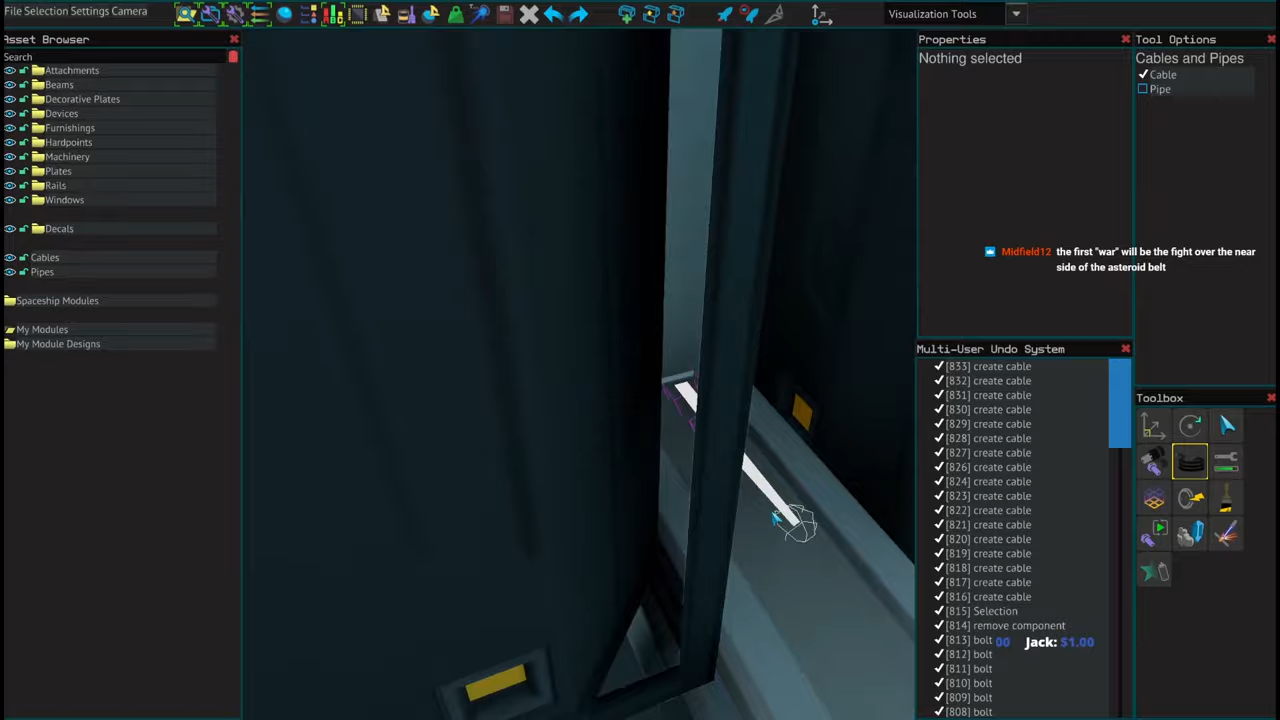 File Selection Settings Camera
Visualization Tools
Asset Browser
Search
Attachments
Beams
Decorative Plates
Devices
Furnishings
Hardpoints
Machinery
Plates
Rails
Windows
Decals
Cables
Pipes
Spaceship Modules
My Modules
My Module Designs
Properties
Nothing selected
Tool Options
Cables and Pipes
Cable
Pipe
Midfield12 the first "war" will be the fight over the near
side of the asteroid belt
Multi-User Undo System
[833] create cable
[832] create cable
[831] create cable
[830] create cable
[829] create cable
[828] create cable
[827] create cable
[826] create cable
[824] create cable
[823] create cable
[822] create cable
[821] create cable
[820] create cable
[819] create cable
[818] create cable
[817] create cable
[816] create cable
[815] Selection
[814] remove component
[813] bolt
00 Jack: $1.00
[812] bolt
[811] bolt
[810] bolt
[809] bolt
[808] bolt
Toolbox